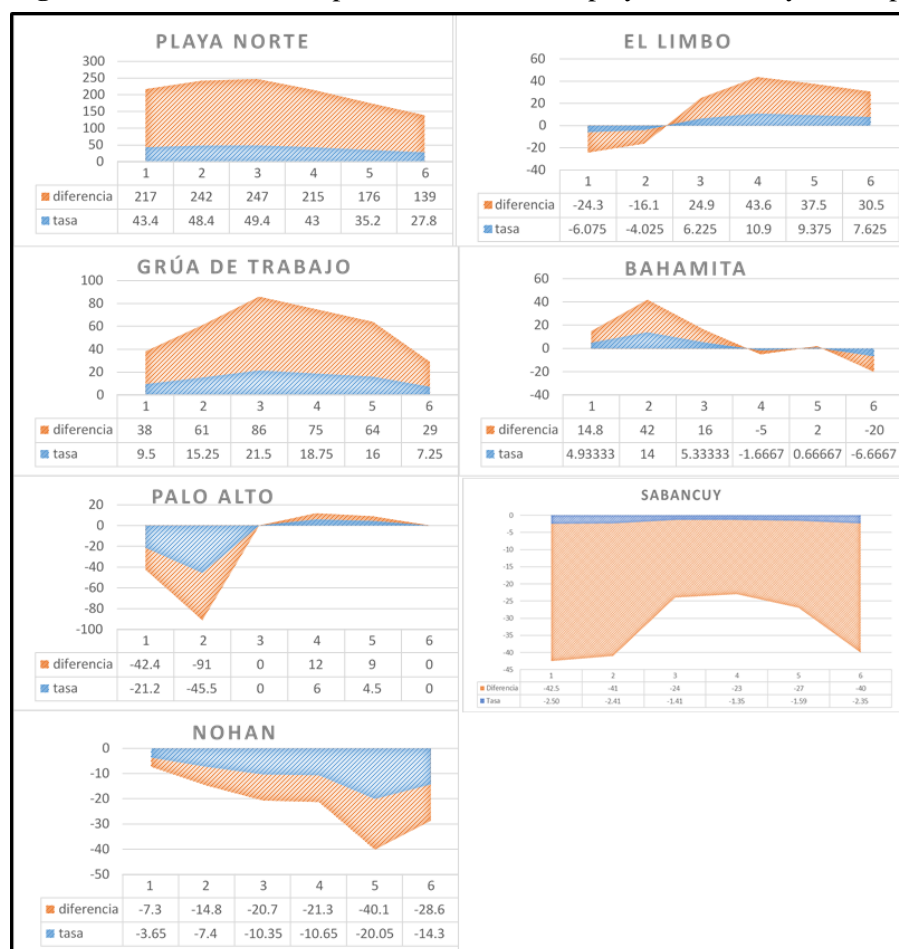 PLAYA NORTE
300
250
200
150
100
50
0
1 2 3 4 5 6
diferencia 217 242 247 215 176 139
tasa 43.4 48.4 49.4 43 35.2 27.8
EL LIMBO
60
40
20
0
-20
-40
1 2 3 4 5 6
diferencia -24.3 -16.1 24.9 43.6 37.5 30.5
tasa -6.075 -4.025 6.225 10.9 9.375 7.625
GRÚA DE TRABAJO
100
80
60
40
20
0
1 2 3 4 5 6
diferencia 38 61 86 75 64 29
tasa 9.5 15.25 21.5 18.75 16 7.25
BAHAMITA
60
40
20
0
-20
-40
1 2 3 4 5 6
diferencia 14.8 42 16 -5 2 -20
tasa 4.93333 14 5.33333 -1.6667 0.66667 -6.6667
PALO ALTO
20
0
-20
-40
-60
-80
-100
1 2 3 4 5 6
diferencia -42.4 -91 0 12 9 0
tasa -21.2 -45.5 0 6 4.5 0
SABANCUY
0
-5
-10
-15
-20
-25
-30
-35
-40
-45
1 2 3 4 5 6
Diferencia -42.5 -41 -24 -23 -27 -40
Tasa -2.50 -2.41 -1.41 -1.35 -1.59 -2.35
NOHAN
0
-10
-20
-30
-40
-50
1 2 3 4 5 6
diferencia -7.3 -14.8 -20.7 -21.3 -40.1 -28.6
tasa -3.65 -7.4 -10.35 -10.65 -20.05 -14.3